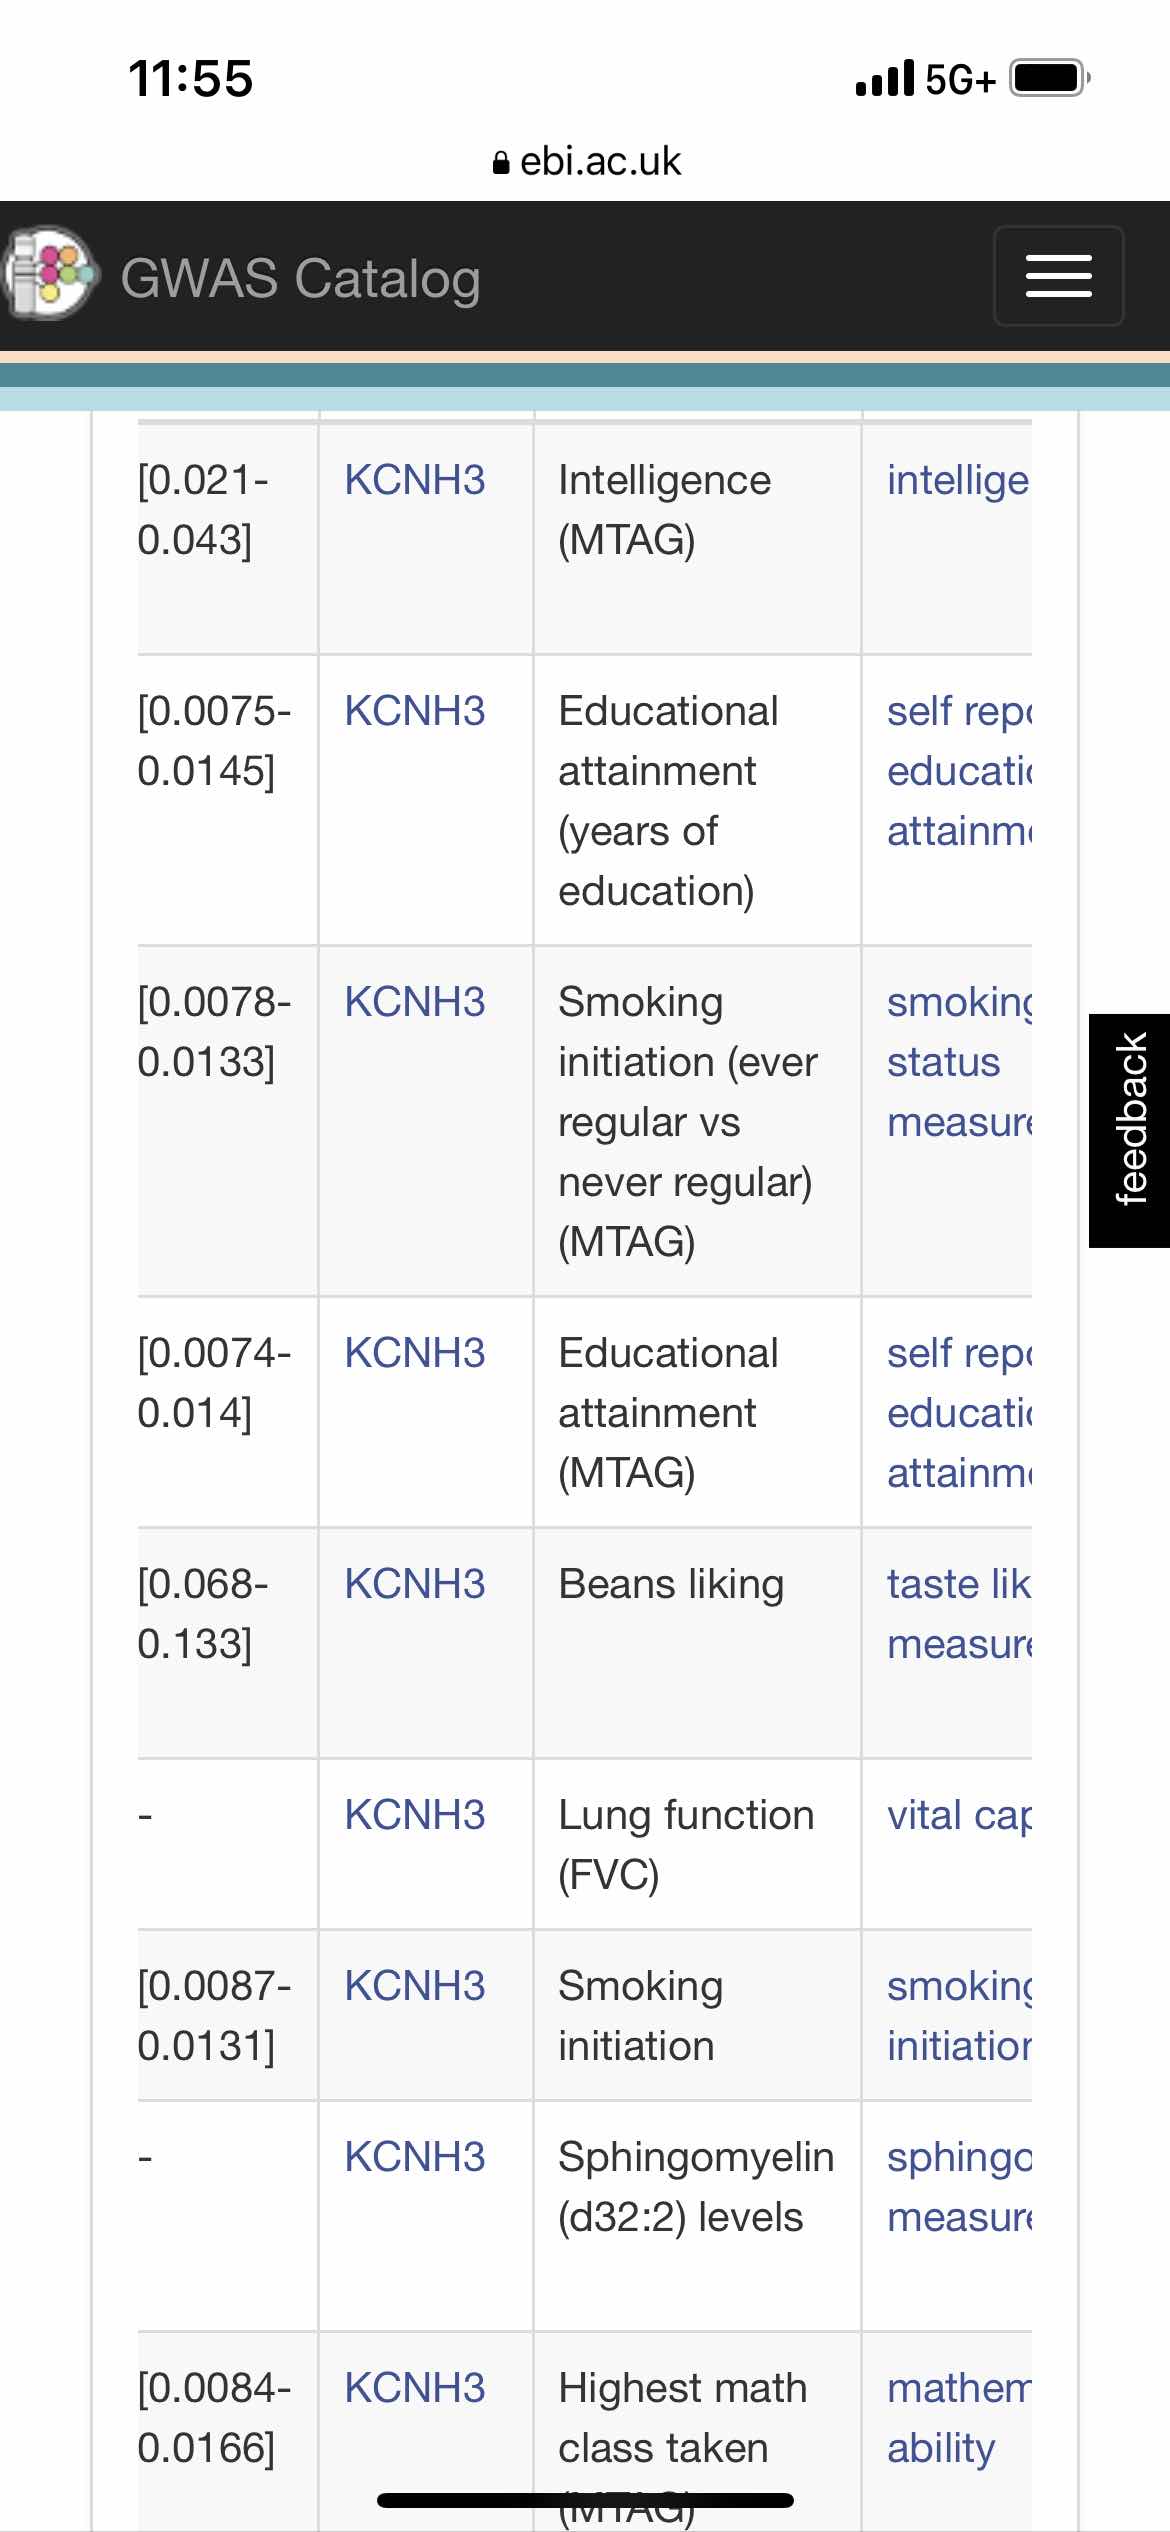 11:55
5G+
ebi.ac.uk
GWAS Catalog
[0.021-
0.043]
KCNH3
Intelligence
(MTAG)
intellige
[0.0075-
0.0145]
KCNH3
Educational
attainment
(years of
education)
self repo
educatio
attainme
[0.0078-
0.0133]
KCNH3
Smoking
initiation (ever
regular vs
never regular)
(MTAG)
smoking
status
measure
feedback
[0.0074-
0.014]
KCNH3
Educational
attainment
(MTAG)
self repo
educatio
attainme
[0.068-
0.133]
KCNH3
Beans liking
taste lik
measure
-
KCNH3
Lung function
(FVC)
vital cap
[0.0087-
0.0131]
KCNH3
Smoking
initiation
smoking
initiation
-
KCNH3
Sphingomyelin
(d32:2) levels
sphingo
measure
[0.0084-
0.0166]
KCNH3
Highest math
class taken
(MTAG)
mathem
ability